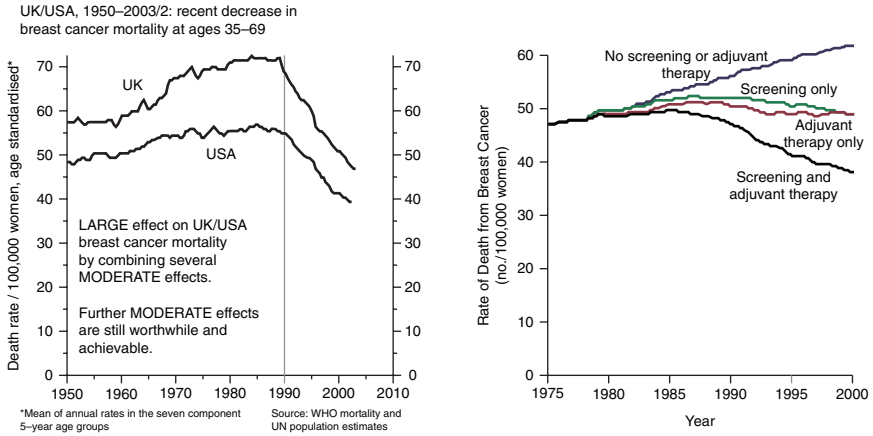 UK/USA, 1950–2003/2: recent decrease in
breast cancer mortality at ages 35–69
Death rate / 100,000 women, age standardised*
70
60
50
40
30
20
10
0
UK
USA
LARGE effect on UK/USA
breast cancer mortality
by combining several
MODERATE effects.
Further MODERATE effects
are still worthwhile and
achievable.
70
60
50
40
30
20
10
0
1950 1960 1970 1980 1990 2000 2010
*Mean of annual rates in the seven component
5–year age groups
Source: WHO mortality and
UN population estimates
Rate of Death from Breast Cancer
(no./100,000 women)
60
50
40
30
20
10
0
No screening or adjuvant
therapy
Screening only
Adjuvant
therapy only
Screening and
adjuvant therapy
1975 1980 1985 1990 1995 2000
Year